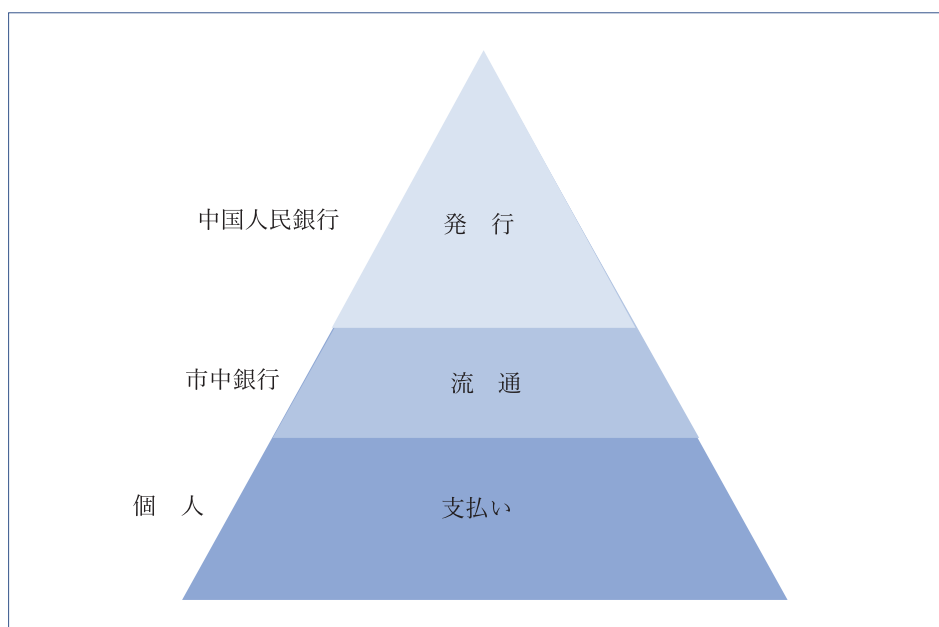 中国人民銀行
発　行
市中銀行
流　通
個　人
支払い